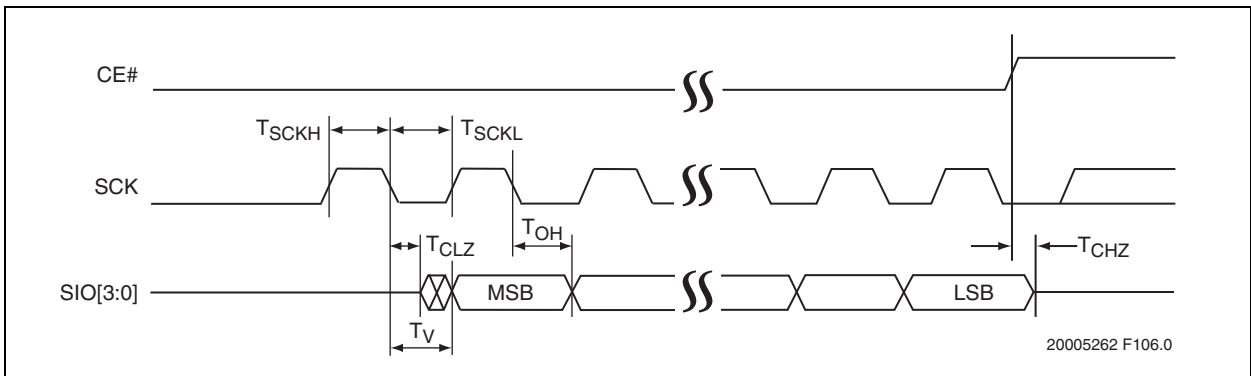 CE#
TSCKH
TSCKL
SCK
TOH
TCLZ
TCHZ
SIO[3:0]
MSB
LSB
TV
20005262 F106.0